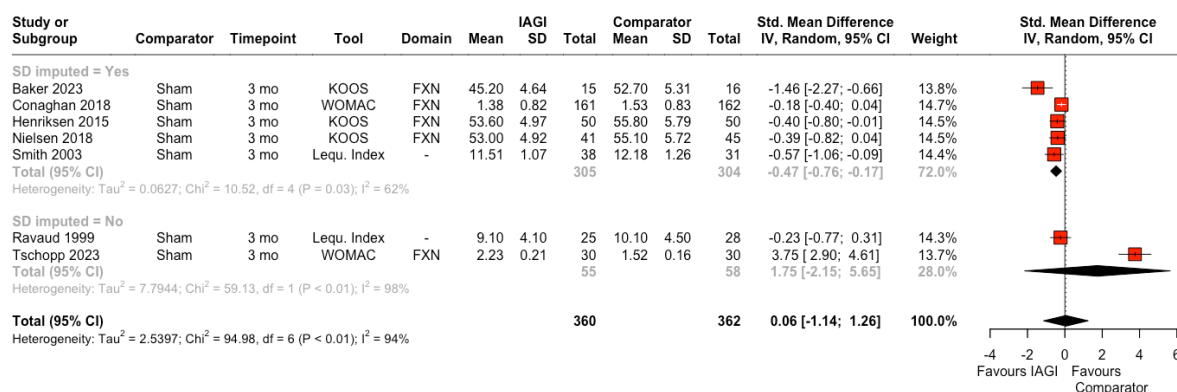 Study or IAGI Comparator Std. Mean Difference Std. Mean Difference
Subgroup Comparator Timepoint Tool Domain Mean SD Total Mean SD Total IV, Random, 95% CI Weight IV, Random, 95% CI
SD imputed = Yes
Baker 2023 Sham 3 mo KOOS FXN 45.20 4.64 15 52.70 5.31 16 -1.46 [-2.27; -0.66] 13.8%
Conaghan 2018 Sham 3 mo WOMAC FXN 1.38 0.82 161 1.53 0.83 162 -0.18 [-0.40; 0.04] 14.7%
Henriksen 2015 Sham 3 mo KOOS FXN 53.60 4.97 50 55.80 5.79 50 -0.40 [-0.80; -0.01] 14.5%
Nielsen 2018 Sham 3 mo KOOS FXN 53.00 4.92 41 55.10 5.72 45 -0.39 [-0.82; 0.04] 14.5%
Smith 2003 Sham 3 mo Lequ. Index - 11.51 1.07 38 12.18 1.26 31 -0.57 [-1.06; -0.09] 14.4%
Total (95% CI) 305 304 -0.47 [-0.76; -0.17] 72.0%
Heterogeneity: Tau² = 0.0627; Chi² = 10.52, df = 4 (P = 0.03); I² = 62%
SD imputed = No
Ravaud 1999 Sham 3 mo Lequ. Index - 9.10 4.10 25 10.10 4.50 28 -0.23 [-0.77; 0.31] 14.3%
Tschopp 2023 Sham 3 mo WOMAC FXN 2.23 0.21 30 1.52 0.16 30 3.75 [ 2.90; 4.61] 13.7%
Total (95% CI) 55 58 1.75 [-2.15; 5.65] 28.0%
Heterogeneity: Tau² = 7.7944; Chi² = 59.13, df = 1 (P < 0.01); I² = 98%
Total (95% CI) 360 362 0.06 [-1.14; 1.26] 100.0%
Heterogeneity: Tau² = 2.5397; Chi² = 94.98, df = 6 (P < 0.01); I² = 94%
-4 -2 0 2 4 6
Favours IAGI Favours
Comparator